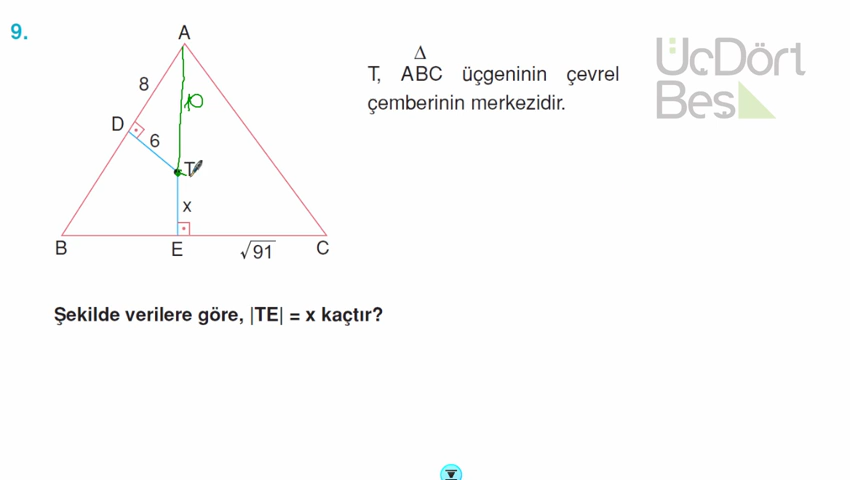 9.
A
8
10
D
6
T
x
B
E
√91
C
Δ
T, ABC üçgeninin çevrel
çemberinin merkezidir.
ÜçDört
Beş
Şekilde verilere göre, |TE| = x kaçtır?